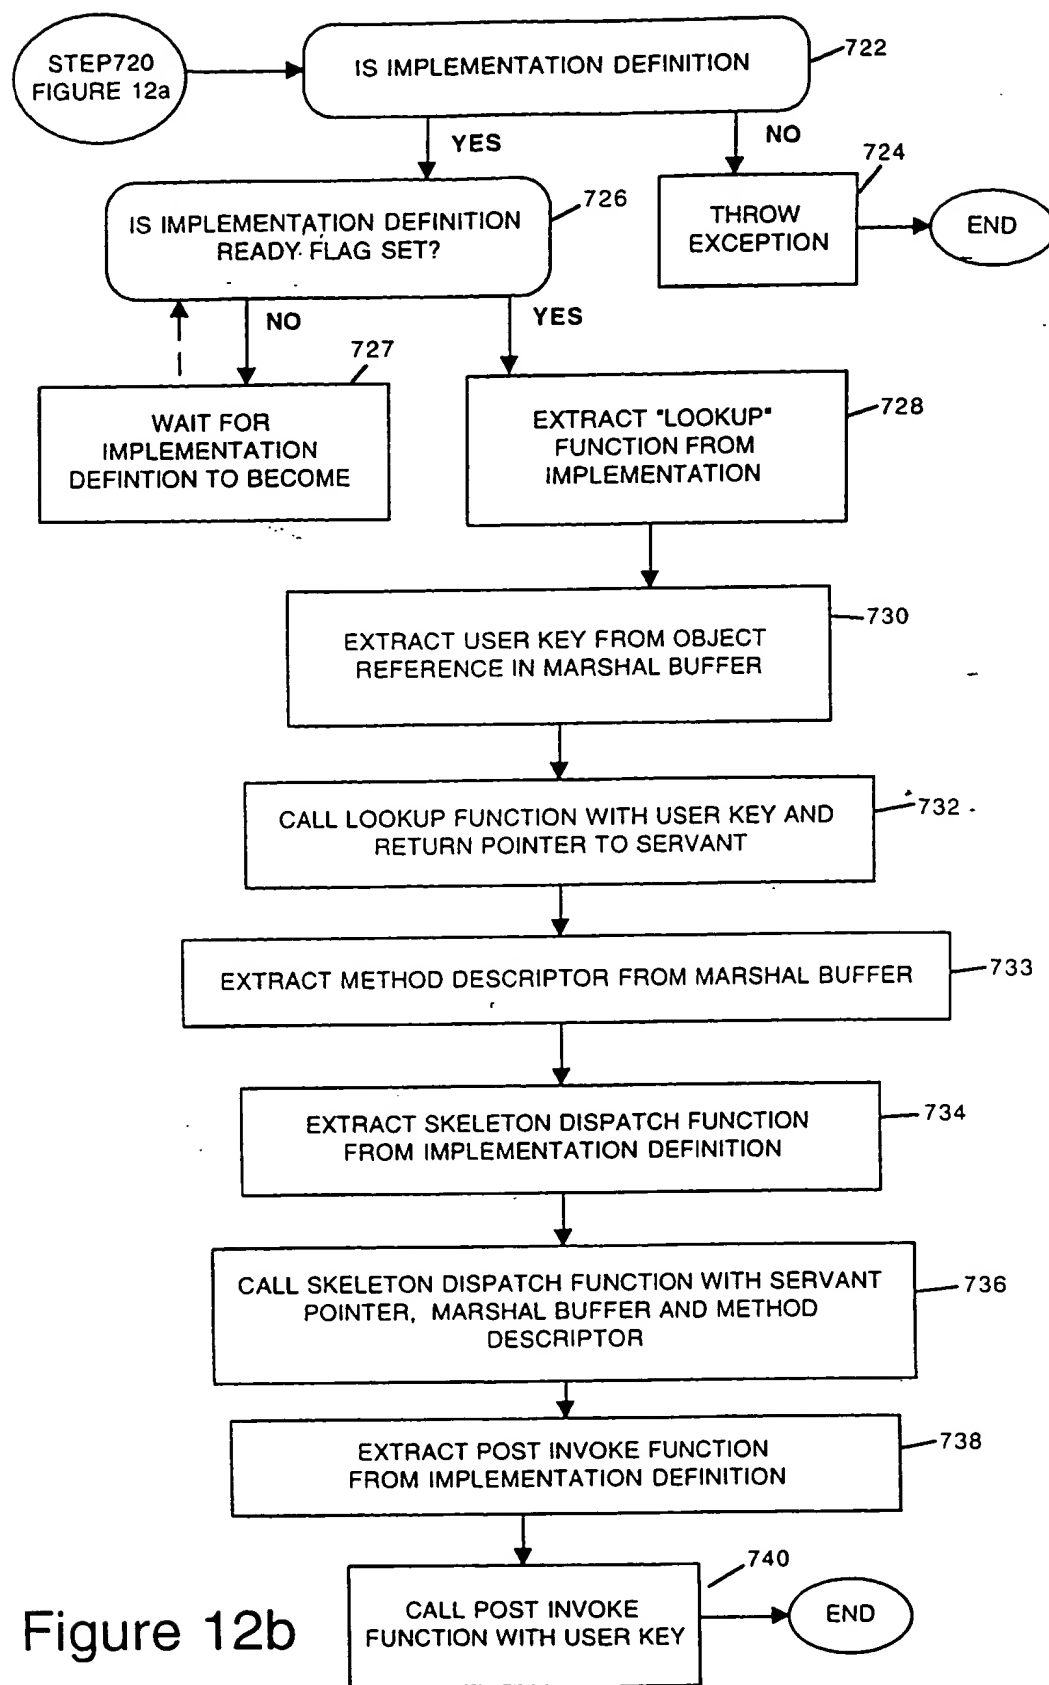 STEP720
FIGURE 12a
IS IMPLEMENTATION DEFINITION
722
YES
NO
724
IS IMPLEMENTATION DEFINITION
READY FLAG SET?
726
THROW
EXCEPTION
END
NO
YES
727
WAIT FOR
IMPLEMENTATION
DEFINTION TO BECOME
EXTRACT "LOOKUP"
FUNCTION FROM
IMPLEMENTATION
728
EXTRACT USER KEY FROM OBJECT
REFERENCE IN MARSHAL BUFFER
730
CALL LOOKUP FUNCTION WITH USER KEY AND
RETURN POINTER TO SERVANT
732
EXTRACT METHOD DESCRIPTOR FROM MARSHAL BUFFER
733
EXTRACT SKELETON DISPATCH FUNCTION
FROM IMPLEMENTATION DEFINITION
734
CALL SKELETON DISPATCH FUNCTION WITH SERVANT
POINTER, MARSHAL BUFFER AND METHOD
DESCRIPTOR
736
EXTRACT POST INVOKE FUNCTION
FROM IMPLEMENTATION DEFINITION
738
740
CALL POST INVOKE
FUNCTION WITH USER KEY
END
Figure 12b